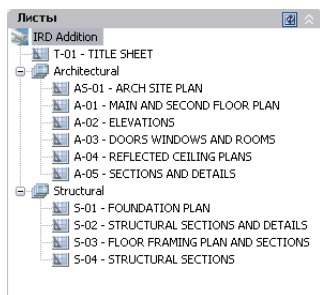 Листы
IRD Addition
T-01 - TITLE SHEET
Architectural
AS-01 - ARCH SITE PLAN
A-01 - MAIN AND SECOND FLOOR PLAN
A-02 - ELEVATIONS
A-03 - DOORS WINDOWS AND ROOMS
A-04 - REFLECTED CEILING PLANS
A-05 - SECTIONS AND DETAILS
Structural
S-01 - FOUNDATION PLAN
S-02 - STRUCTURAL SECTIONS AND DETAILS
S-03 - FLOOR FRAMING PLAN AND SECTIONS
S-04 - STRUCTURAL SECTIONS